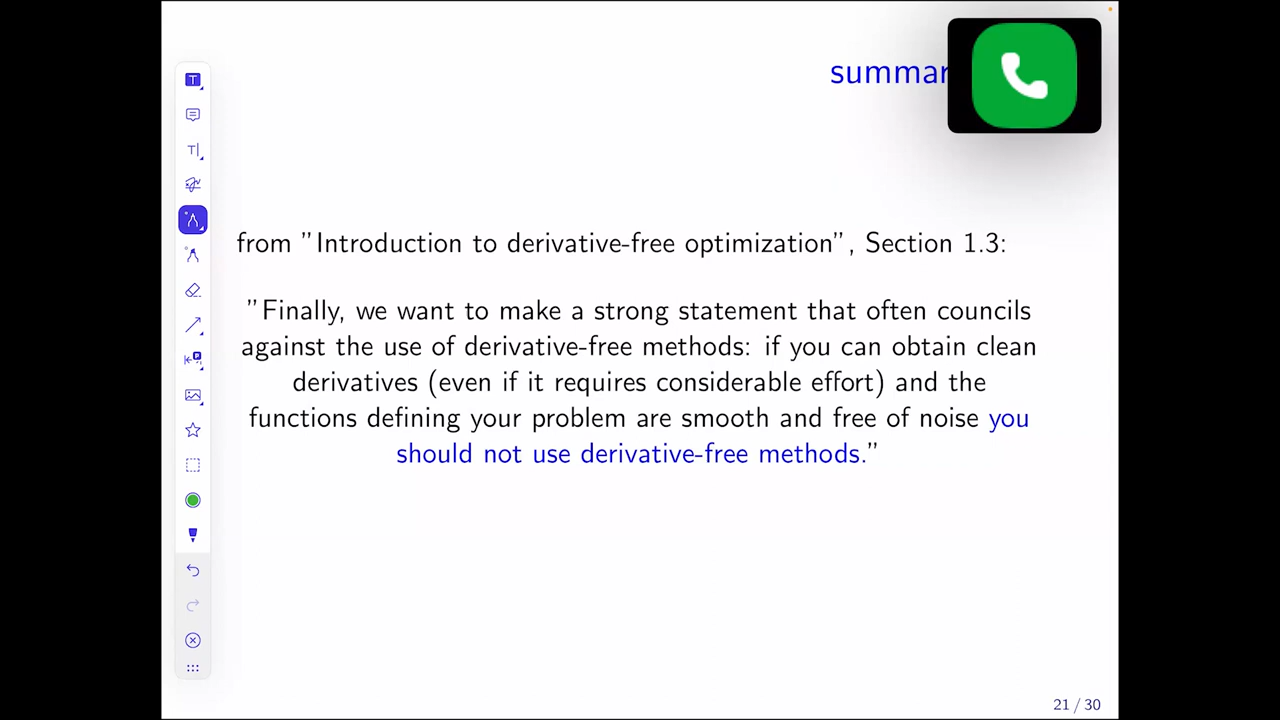 summar
from "Introduction to derivative-free optimization", Section 1.3:
"Finally, we want to make a strong statement that often councils
against the use of derivative-free methods: if you can obtain clean
derivatives (even if it requires considerable effort) and the
functions defining your problem are smooth and free of noise you
should not use derivative-free methods."
21 / 30